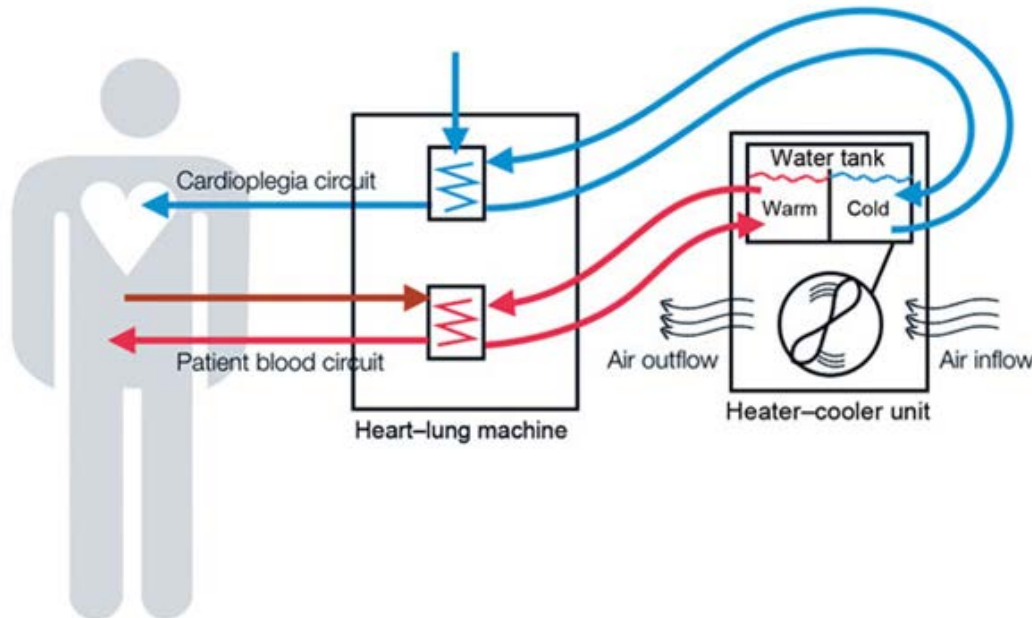 Cardioplegia circuit
Water tank
Warm
Cold
Patient blood circuit
Air outflow
Air inflow
Heart–lung machine
Heater–cooler unit